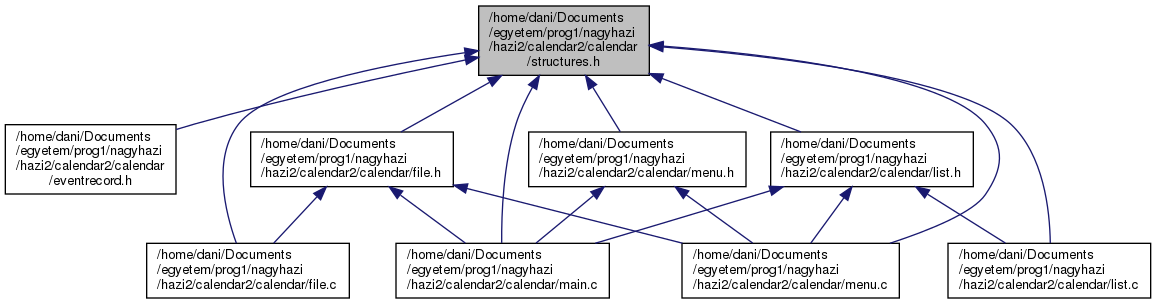 /home/dani/Documents
/egyetem/prog1/nagyhazi
/hazi2/calendar2/calendar
/structures.h
/home/dani/Documents
/egyetem/prog1/nagyhazi
/hazi2/calendar2/calendar
/eventrecord.h
/home/dani/Documents
/egyetem/prog1/nagyhazi
/hazi2/calendar2/calendar/file.h
/home/dani/Documents
/egyetem/prog1/nagyhazi
/hazi2/calendar2/calendar/menu.h
/home/dani/Documents
/egyetem/prog1/nagyhazi
/hazi2/calendar2/calendar/list.h
/home/dani/Documents
/egyetem/prog1/nagyhazi
/hazi2/calendar2/calendar/file.c
/home/dani/Documents
/egyetem/prog1/nagyhazi
/hazi2/calendar2/calendar/main.c
/home/dani/Documents
/egyetem/prog1/nagyhazi
/hazi2/calendar2/calendar/menu.c
/home/dani/Documents
/egyetem/prog1/nagyhazi
/hazi2/calendar2/calendar/list.c